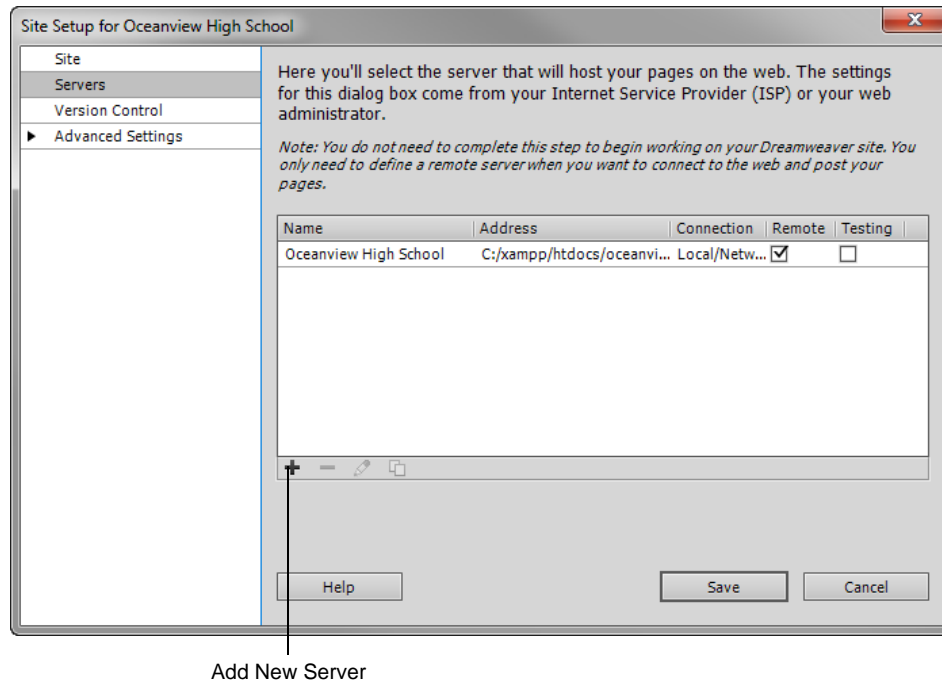 Site Setup for Oceanview High School
Site
Servers
Version Control
Advanced Settings
Here you'll select the server that will host your pages on the web. The settings
for this dialog box come from your Internet Service Provider (ISP) or your web
administrator.
Note: You do not need to complete this step to begin working on your Dreamweaver site. You
only need to define a remote server when you want to connect to the web and post your
pages.
Name Address Connection Remote Testing
Oceanview High School C:/xampp/htdocs/oceanvi... Local/Netw...
Help Save Cancel
Add New Server